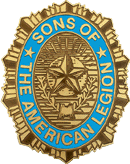 SONS OF
THE AMERICAN LEGION